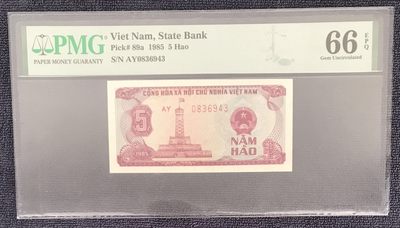 PMG
PAPER MONEY GUARANTY
Viet Nam, State Bank
Pick# 89a 1985 5 Hao
S/N AY0836943
66 EPQ
Gem Uncirculated
CỘNG HÒA XÃ HỘI CHỦ NGHĨA VIỆT NAM
AY 0836943
5
1985
NĂM
HÀO